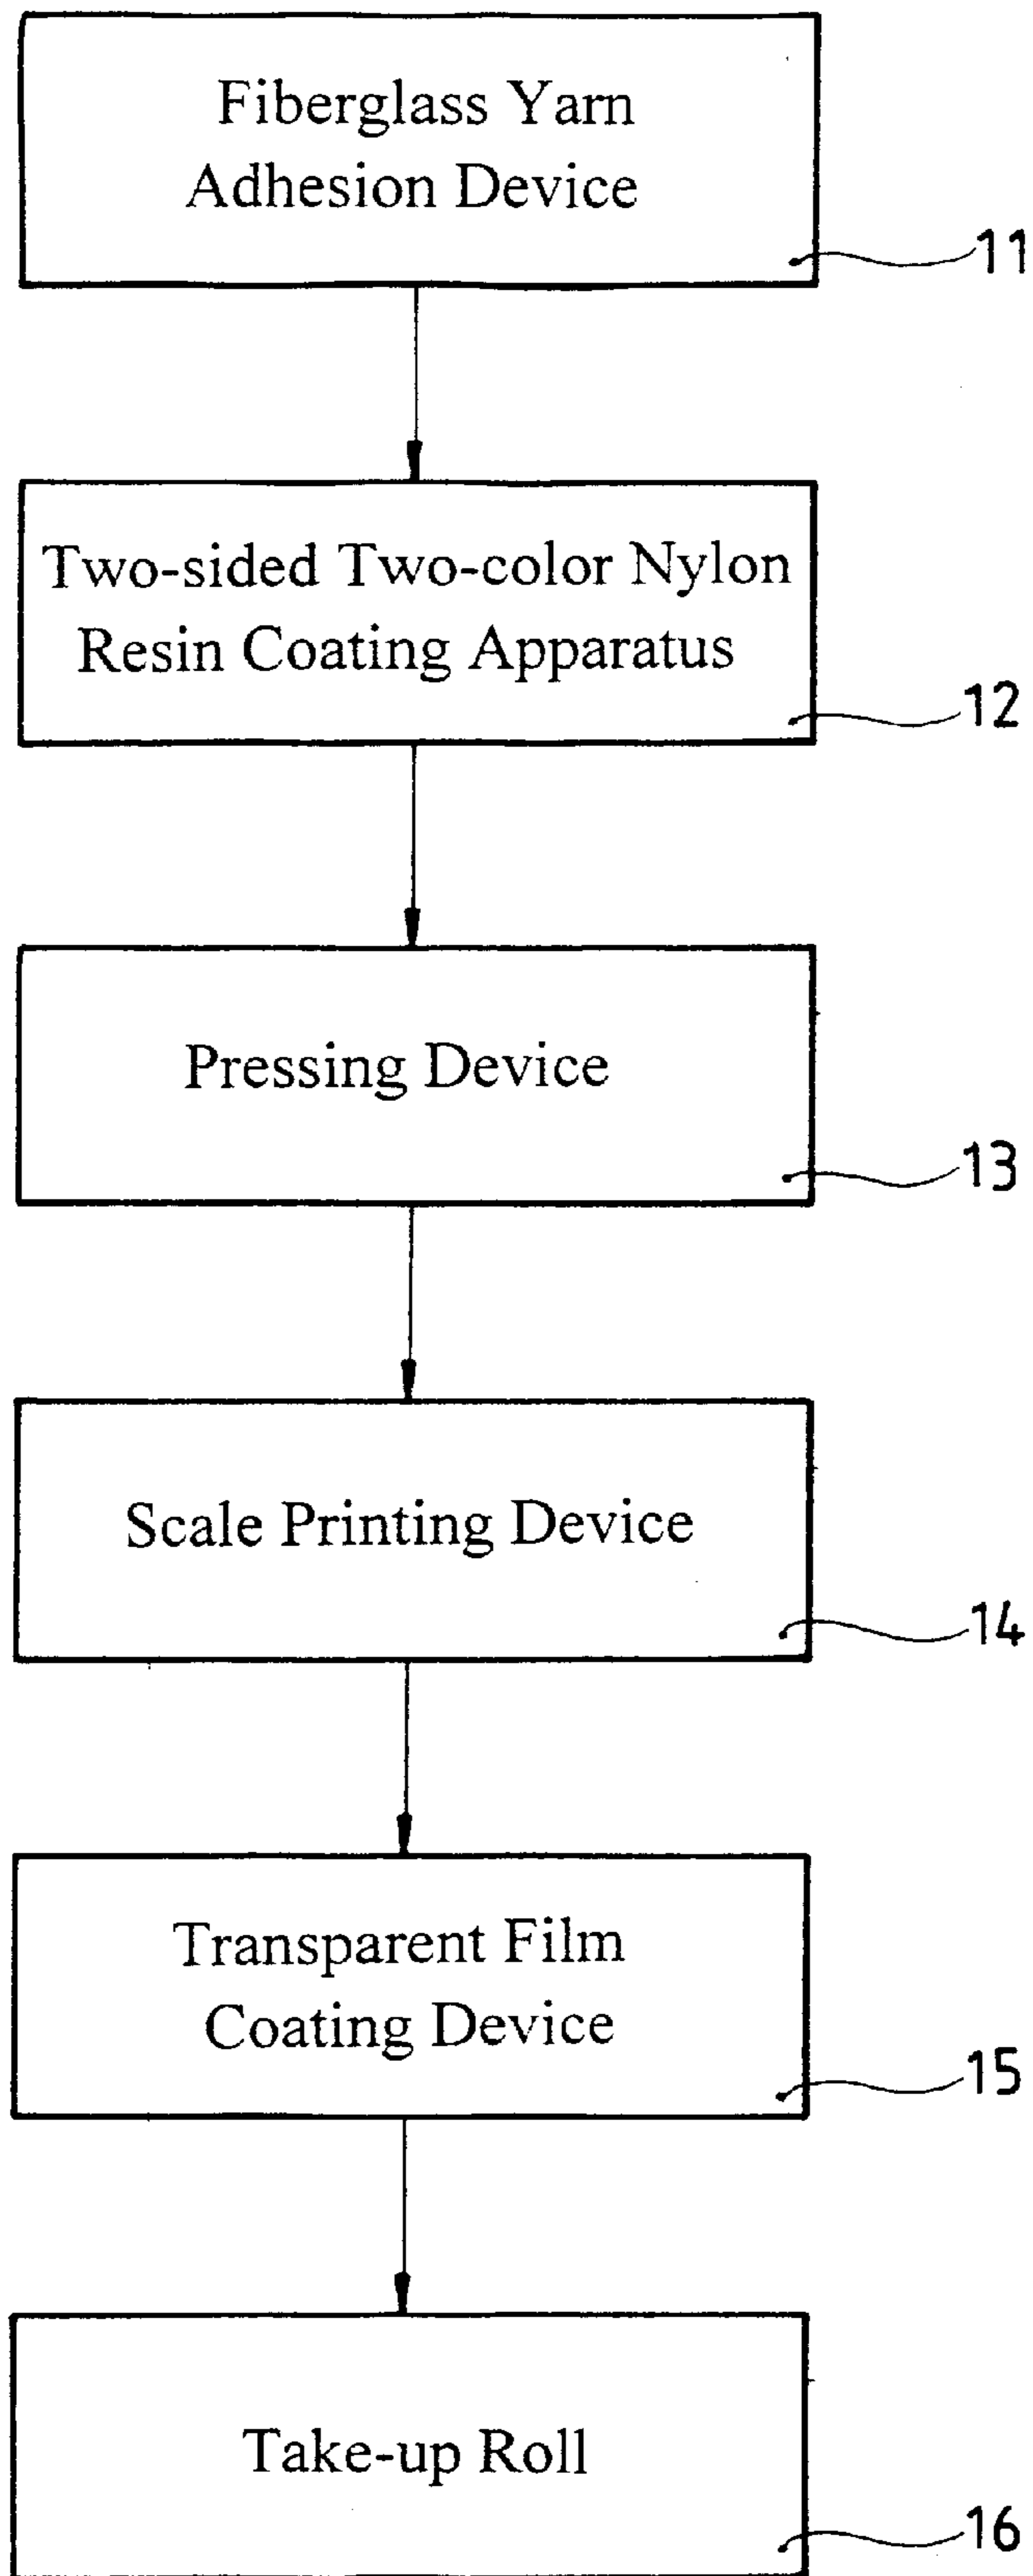 Fiberglass Yarn
Adhesion Device
11
Two-sided Two-color Nylon
Resin Coating Apparatus
12
Pressing Device
13
Scale Printing Device
14
Transparent Film
Coating Device
15
Take-up Roll
16